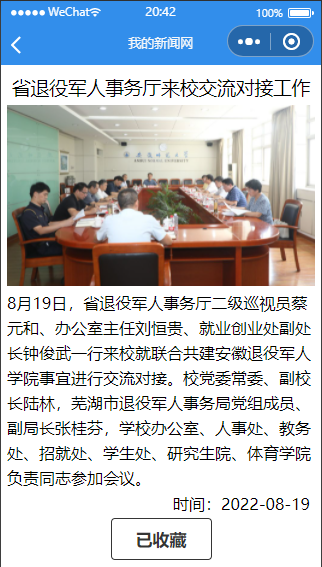 WeChat
20:42
100%
我的新闻网
省退役军人事务厅来校交流对接工作
8月19日，省退役军人事务厅二级巡视员蔡
元和、办公室主任刘恒贵、就业创业处副处
长钟俊武一行来校就联合共建安徽退役军人
学院事宜进行交流对接。校党委常委、副校
长陆林，芜湖市退役军人事务局党组成员、
副局长张桂芬，学校办公室、人事处、教务
处、招就处、学生处、研究生院、体育学院
负责同志参加会议。
时间：2022-08-19
已收藏